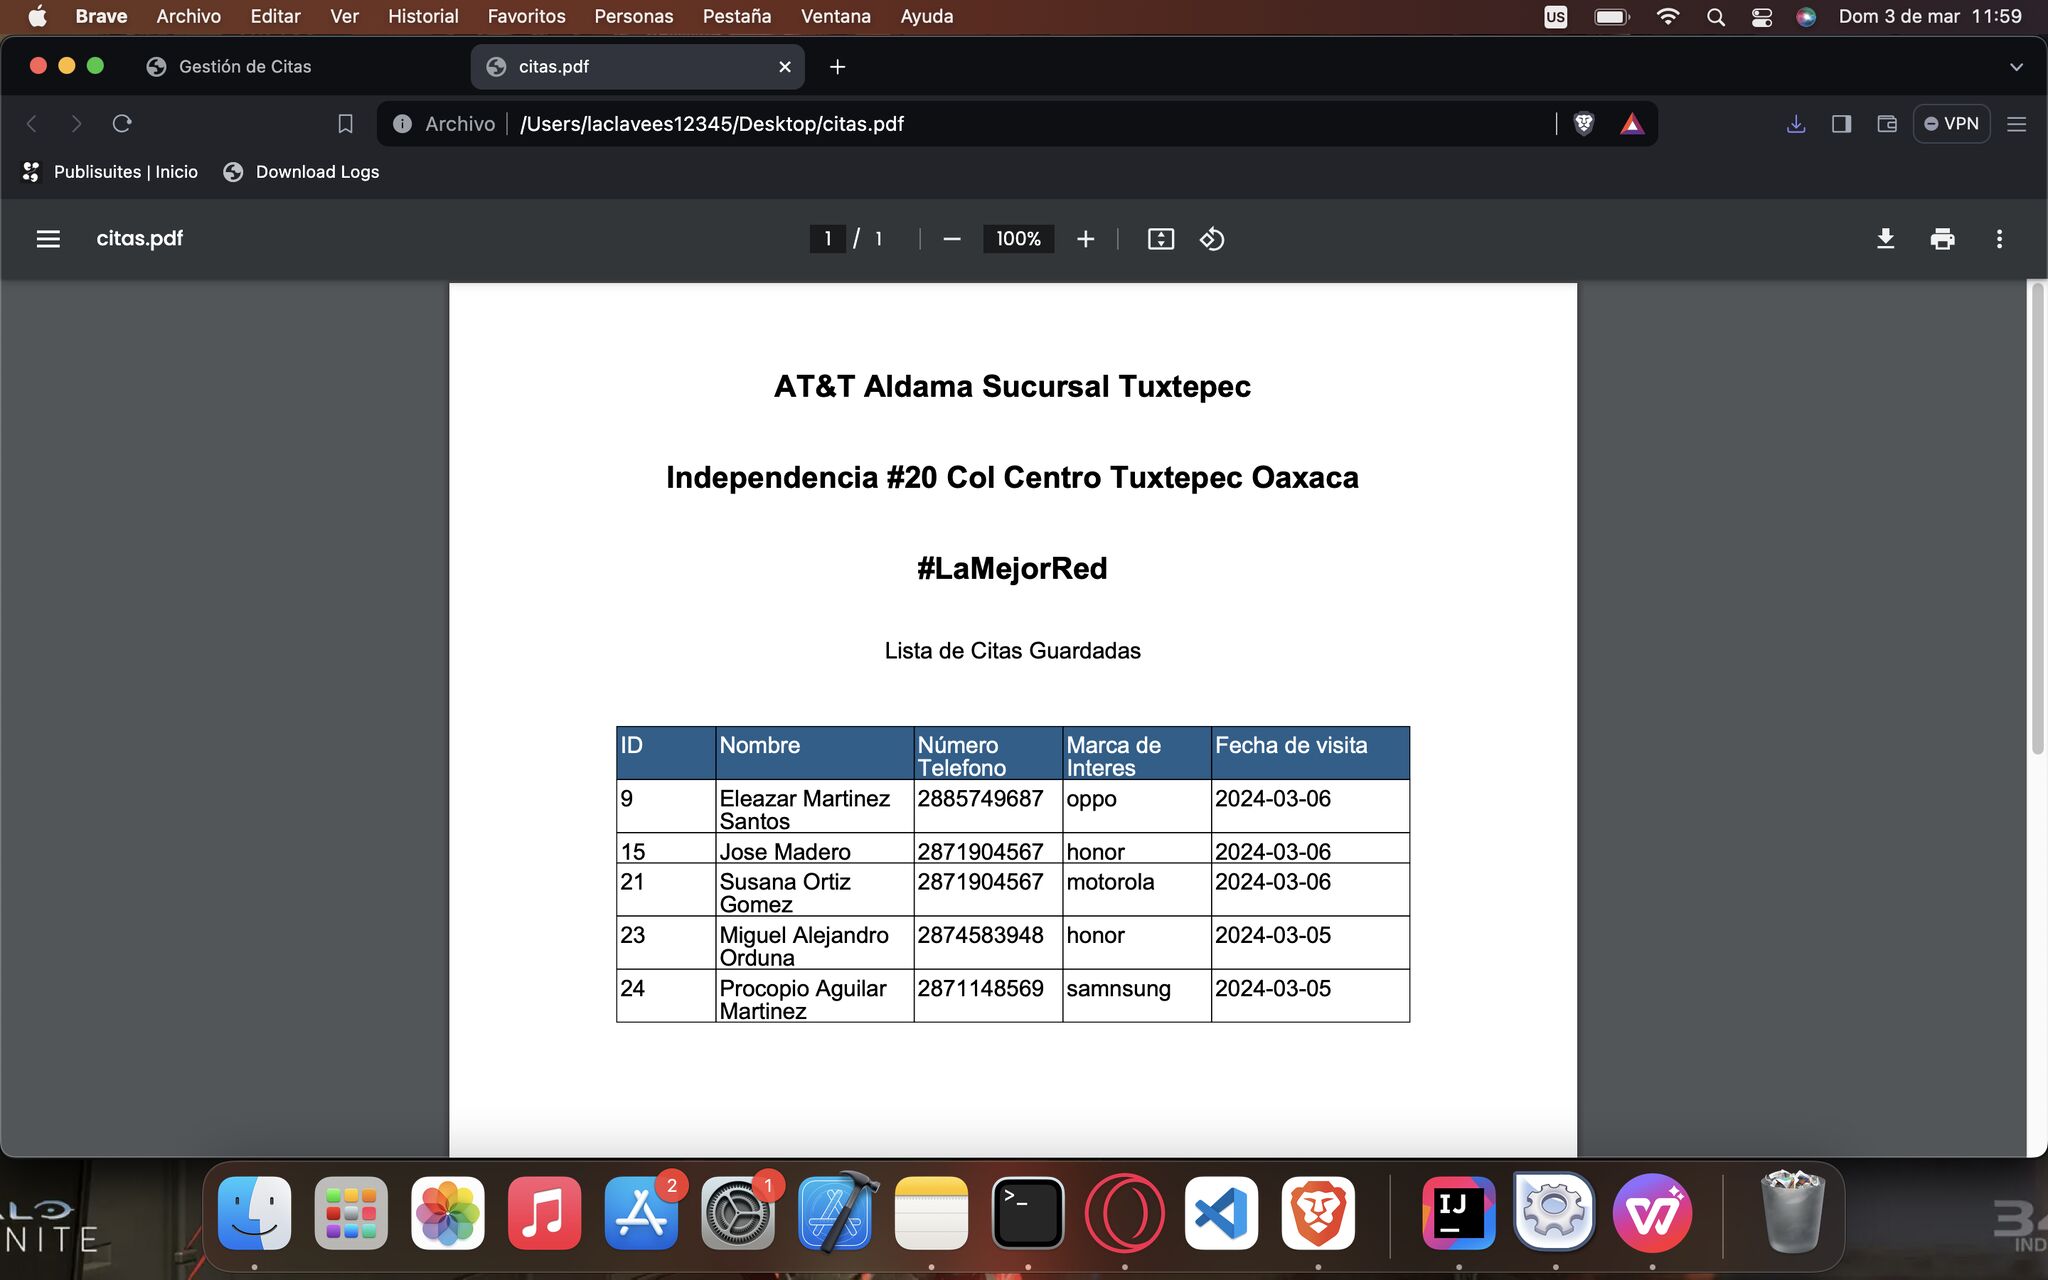 Brave Archivo Editar Ver Historial Favoritos Personas Pestaña Ventana Ayuda US Dom 3 de mar 11:59
Gestión de Citas citas.pdf
Archivo /Users/laclavees12345/Desktop/citas.pdf VPN
Publisuites | Inicio Download Logs
citas.pdf 1 / 1 100%
AT&T Aldama Sucursal Tuxtepec
Independencia #20 Col Centro Tuxtepec Oaxaca
#LaMejorRed
Lista de Citas Guardadas
ID Nombre Número Marca de Fecha de visita
Telefono Interes
9 Eleazar Martinez 2885749687 oppo 2024-03-06
Santos
15 Jose Madero 2871904567 honor 2024-03-06
21 Susana Ortiz 2871904567 motorola 2024-03-06
Gomez
23 Miguel Alejandro 2874583948 honor 2024-03-05
Orduna
24 Procopio Aguilar 2871148569 samnsung 2024-03-05
Martinez
2 1
>_ IJ